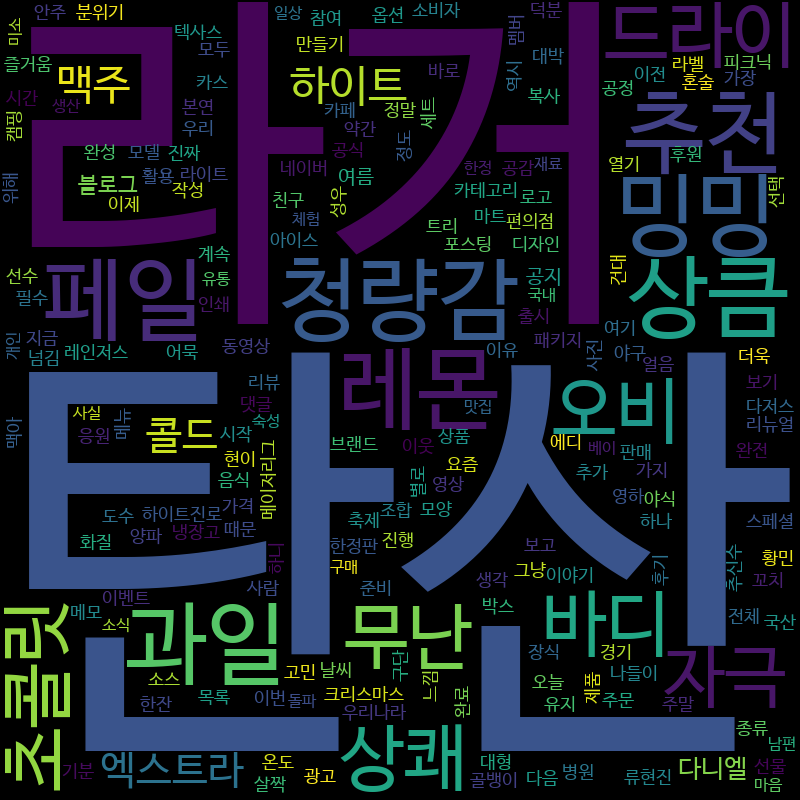 안주 분위기
일상 참여 옵션 소비자
덕분
미소
텍사스
멤버
드라이
즐거움
모두
만들기
역시
대박
이전
라벨
피크닉
맥주
카스
하이트
바로
혼술
가장
라거
시간
생산
본연
정말
세트
복사
추천
공정
캠핑
우리
카페
약간
완성
모델
진짜
공식
정도
한정
공감
재료
열기
후원
위해
블로그
활용
라이트
네이버
여름
카테고리
로고
밍밍
선택
이제
작성
친구
성우
마트
편의점
체험
트리
포스팅
디자인
계속
아이스
선수
페일
유통
청량감
공지
건대
상큼
필수
인쇄
국내
출시
개인
지금
동영상
이유
패키지
여기
넘김
레인저스
어묵
사진
야구
얼음
더욱
레몬
리뷰
맛집
보기
맥아
사실
댓글
숙성
오비
다저스
응원
메뉴
콜드
시작
브랜드
아웃
상품
에디
베이
리뉴얼
현이
메이저리그
요즘
판매
완전
음식
별로
영상
추가
가지
탄산
도수
하이트진로
가격
조합
모양
영하
야식
양파
냉장고
때문
축제
하나
스페셜
화질
한정판
진행
보고
추신수
황민
하니
구매
그냥
이야기
후기
꼬치
이벤트
사람
준비
생각
메모
소식
박스
전체
국산
초콜릿
과일
무난
바디
장식
경기
자극
소스
고민
날씨
구단
느낌
오늘
제품
나들이
한잔
목록
이번
돌파
크리스마스
완료
유지
주문
주말
우리나라
종류
남편
기분
엑스트라
온도
상쾌
대형
다니엘
선물
살짝
광고
골뱅이
다음
병원
류현진
마음